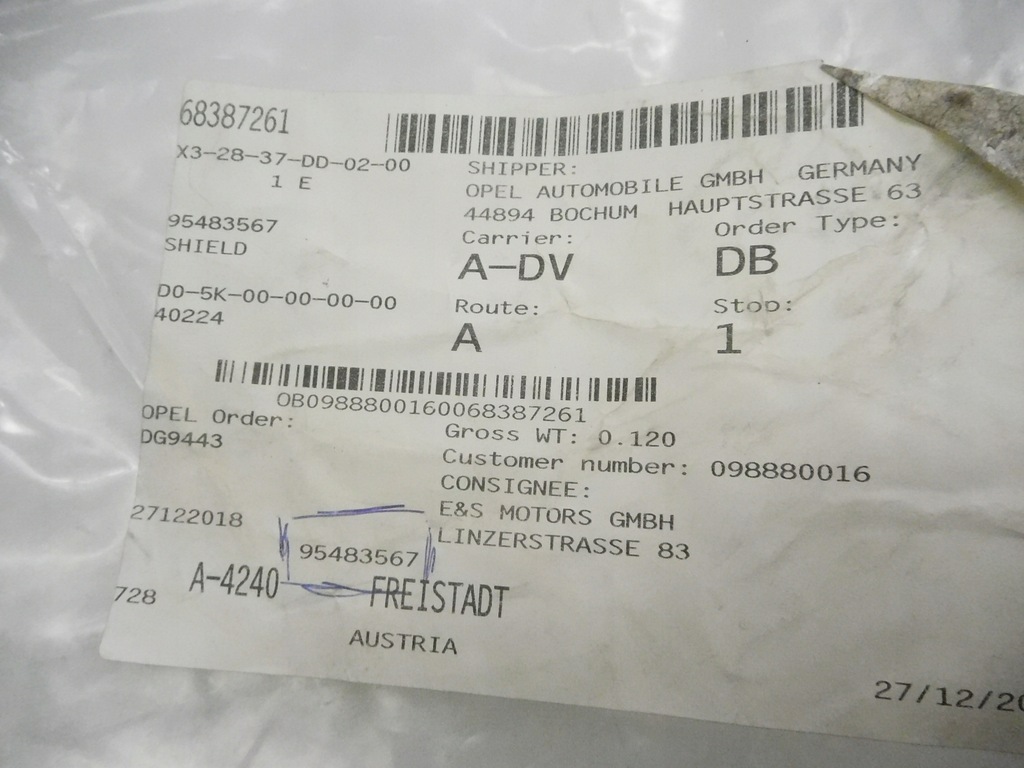 68387261
X3-28-37-DD-02-00
1 E
SHIPPER:
OPEL AUTOMOBILE GMBH GERMANY
44894 BOCHUM HAUPTSTRASSE 63
95483567
SHIELD
Carrier:
Order Type:
A-DV
DB
D0-5K-00-00-00-00
40224
Route:
Stop:
A
1
OB0988800160068387261
OPEL Order:
DG9443
Gross WT: 0.120
Customer number: 098880016
CONSIGNEE:
E&S MOTORS GMBH
LINZERSTRASSE 83
27122018
95483567
A-4240
FREISTADT
728
AUSTRIA
27/12/20